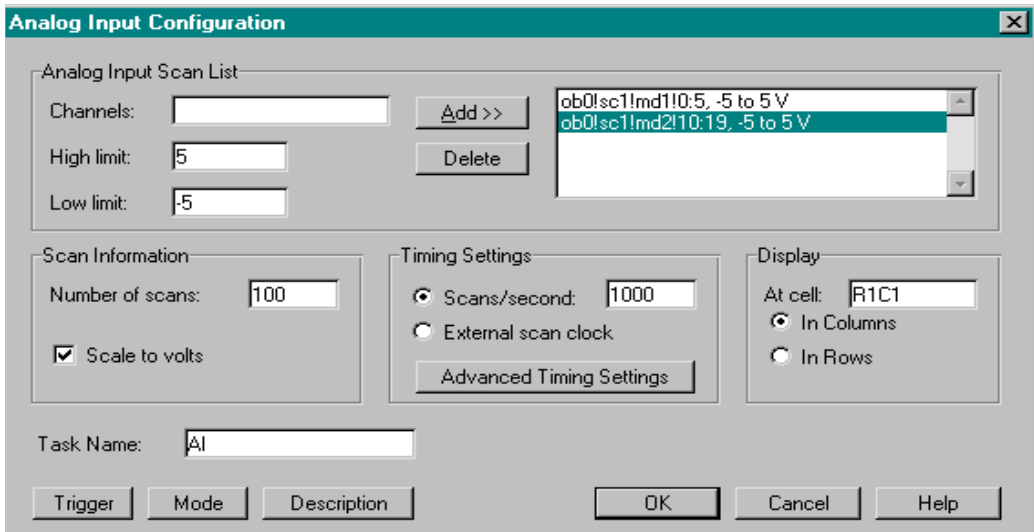 Analog Input Configuration
Analog Input Scan List
Channels:
Add >>
ob0!sc1!md1!0:5, -5 to 5 V
ob0!sc1!md2!10:19, -5 to 5 V
High limit: 5
Delete
Low limit: -5
Scan Information
Number of scans: 100
Scale to volts
Timing Settings
Scans/second: 1000
External scan clock
Advanced Timing Settings
Display
At cell: R1C1
In Columns
In Rows
Task Name: AI
Trigger Mode Description OK Cancel Help